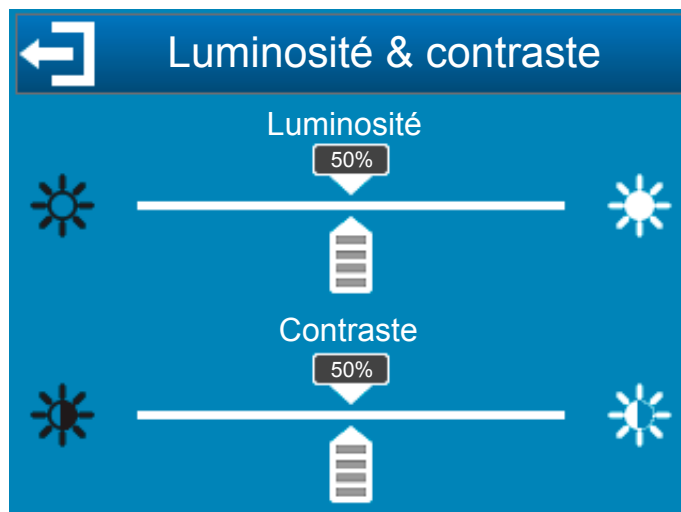 Luminosité & contraste
Luminosité
50%
Contraste
50%